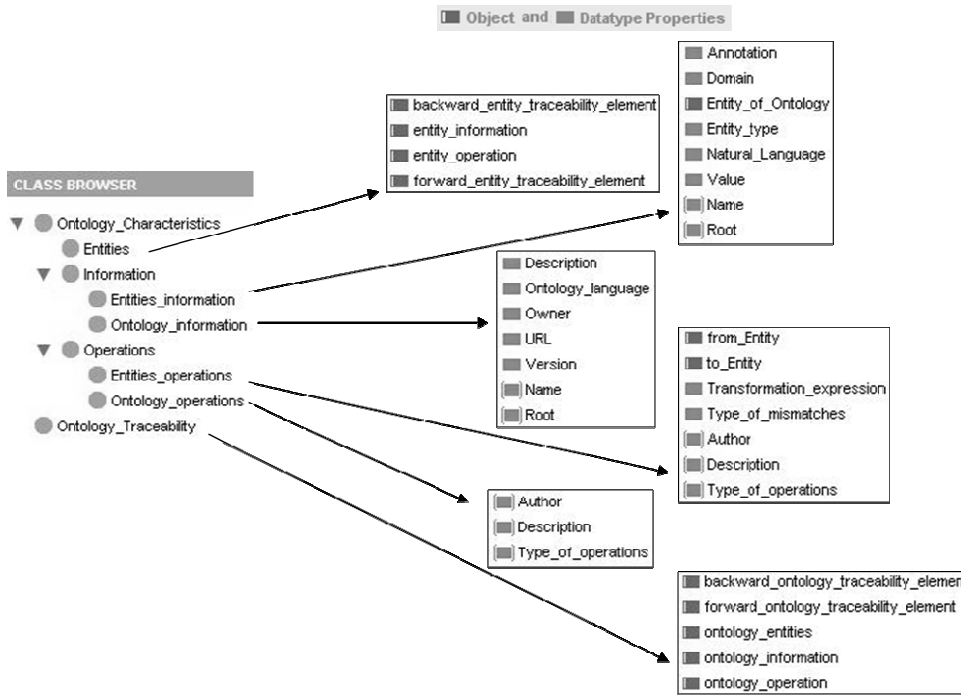 Object and Datatype Properties
CLASS BROWSER
Ontology_Characteristics
Entities
Information
Entities_information
Ontology_information
Operations
Entities_operations
Ontology_operations
Ontology_Traceability
backward_entity_traceability_element
entity_information
entity_operation
forward_entity_traceability_element
Annotation
Domain
Entity_of_Ontology
Entity_type
Natural_Language
Value
Name
Root
Description
Ontology_language
Owner
URL
Version
Name
Root
from_Entity
to_Entity
Transformation_expression
Type_of_mismatches
Author
Description
Type_of_operations
Author
Description
Type_of_operations
backward_ontology_traceability_elemen
forward_ontology_traceability_element
ontology_entities
ontology_information
ontology_operation